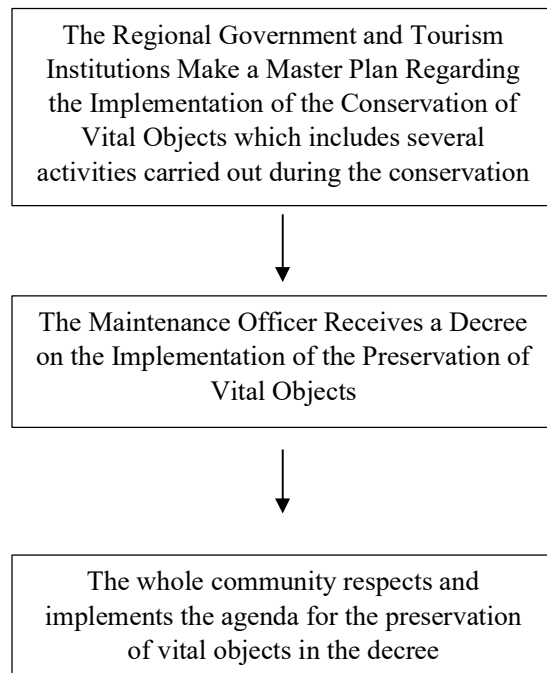 The Regional Government and Tourism
Institutions Make a Master Plan Regarding
the Implementation of the Conservation of
Vital Objects which includes several
activities carried out during the conservation
The Maintenance Officer Receives a Decree
on the Implementation of the Preservation of
Vital Objects
The whole community respects and
implements the agenda for the preservation
of vital objects in the decree